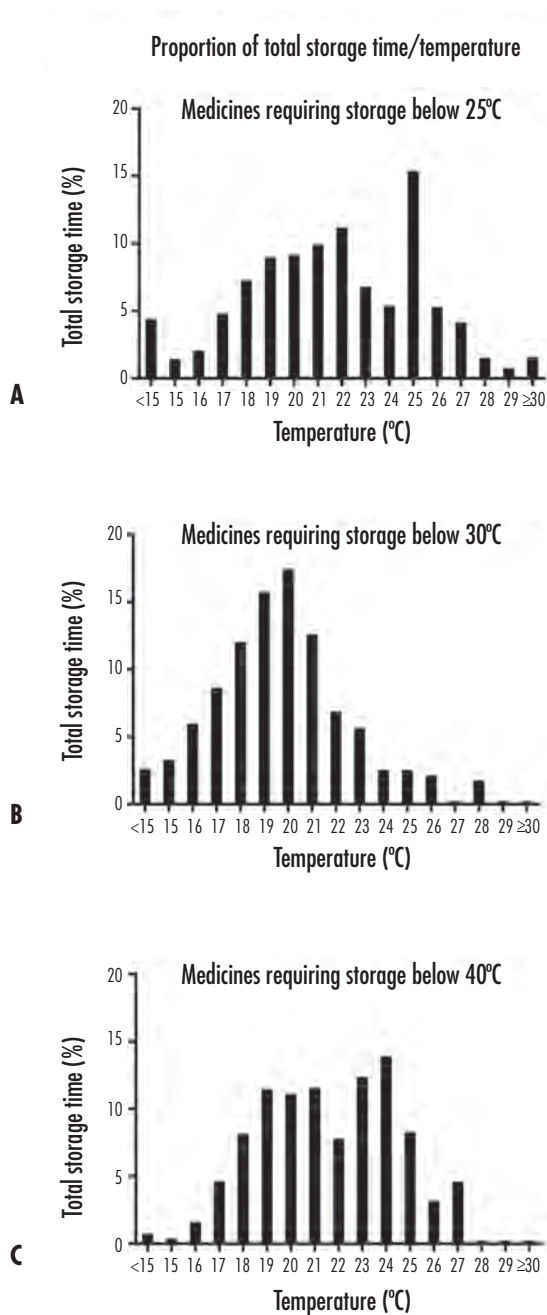 Proportion of total storage time/temperature
Medicines requiring storage below 25ºC
Total storage time (%)
20
15
10
5
0
<15 15 16 17 18 19 20 21 22 23 24 25 26 27 28 29 ≥30
Temperature (ºC)
A
Medicines requiring storage below 30ºC
Total storage time (%)
20
15
10
5
0
<15 15 16 17 18 19 20 21 22 23 24 25 26 27 28 29 ≥30
Temperature (ºC)
B
Medicines requiring storage below 40ºC
Total storage time (%)
20
15
10
5
0
<15 15 16 17 18 19 20 21 22 23 24 25 26 27 28 29 ≥30
Temperature (ºC)
C